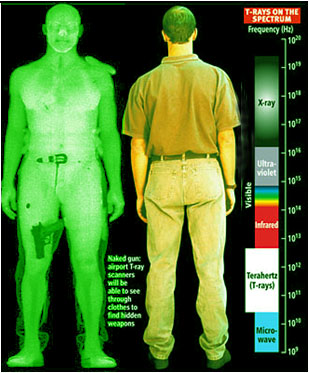 T-RAYS ON THE
SPECTRUM
Frequency (Hz)
10²⁰
10¹⁹
10¹⁸
X-ray
10¹⁷
10¹⁶
Ultra-
violet
10¹⁵
Visible
10¹⁴
Infrared
10¹³
10¹²
Terahertz
(T-rays)
10¹¹
10¹⁰
Micro-
wave
10⁹
Naked gun:
airport T-ray
scanners
will be
able to see
through
clothes to
find hidden
weapons